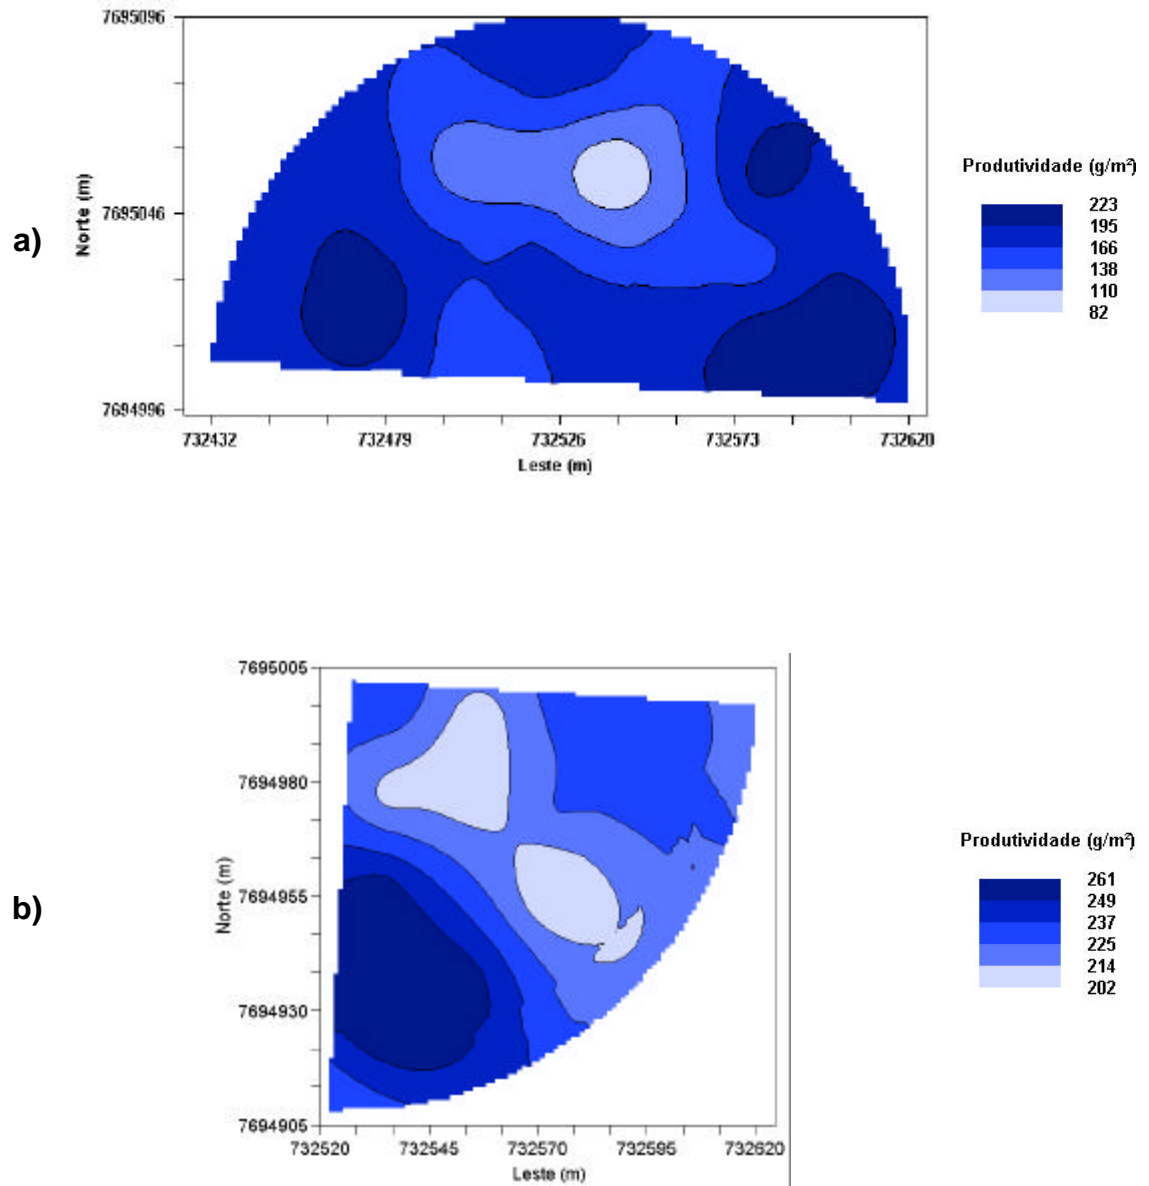 a)
7695096
7695046
7694996
Norte (m)
732432 732479 732526 732573 732620
Leste (m)
Produtividade (g/m²)
223
195
166
138
110
82
b)
7695005
7694980
7694955
7694930
7694905
Norte (m)
732520 732545 732570 732595 732620
Leste (m)
Produtividade (g/m²)
261
249
237
225
214
202